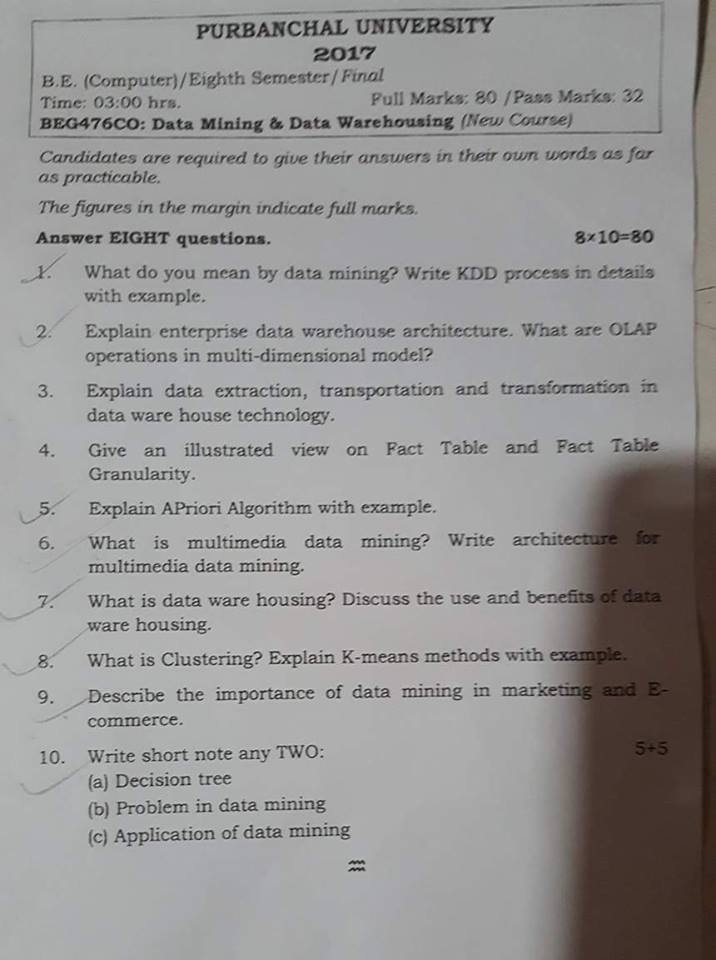 PURBANCHAL UNIVERSITY
2017
B.E. (Computer)/Eighth Semester/Final
Time: 03:00 hrs. Full Marks: 80 /Pass Marks: 32
BEG476CO: Data Mining & Data Warehousing (New Course)
Candidates are required to give their answers in their own words as far
as practicable.
The figures in the margin indicate full marks.
Answer EIGHT questions. 8×10=80
1. What do you mean by data mining? Write KDD process in details
with example.
2. Explain enterprise data warehouse architecture. What are OLAP
operations in multi-dimensional model?
3. Explain data extraction, transportation and transformation in
data ware house technology.
4. Give an illustrated view on Fact Table and Fact Table
Granularity.
5. Explain APriori Algorithm with example.
6. What is multimedia data mining? Write architecture for
multimedia data mining.
7. What is data ware housing? Discuss the use and benefits of data
ware housing.
8. What is Clustering? Explain K-means methods with example.
9. Describe the importance of data mining in marketing and E-
commerce.
10. Write short note any TWO: 5+5
(a) Decision tree
(b) Problem in data mining
(c) Application of data mining